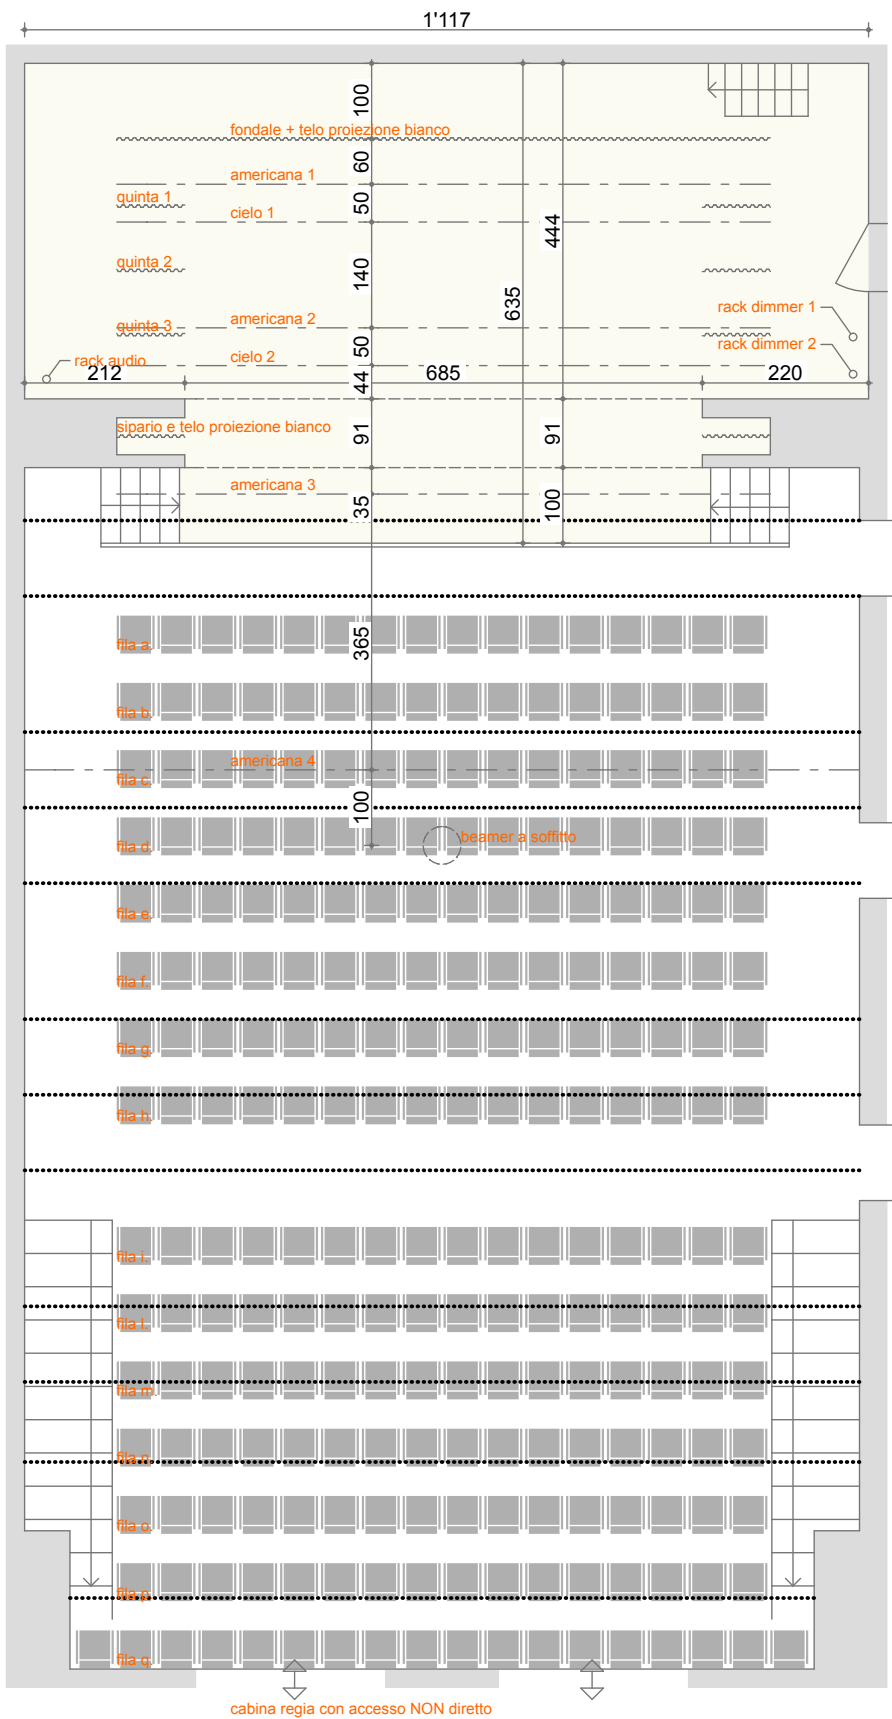 1'117
100
fondale + telo proiezione bianco
60
americana 1
quinta 1
50
cielo 1
444
quinta 2
140
635
rack dimmer 1
quinta 3
americana 2
rack dimmer 2
50
cielo 2
rack audio
212
44
685
220
sipario e telo proiezione bianco
91
91
americana 3
35
100
fila a.
365
fila b.
americana 4
fila c.
100
beamer a soffitto
fila d.
fila e.
fila f.
fila g.
fila h.
fila i.
fila l.
fila m.
fila n.
fila o.
fila p.
fila q.
cabina regia con accesso NON diretto